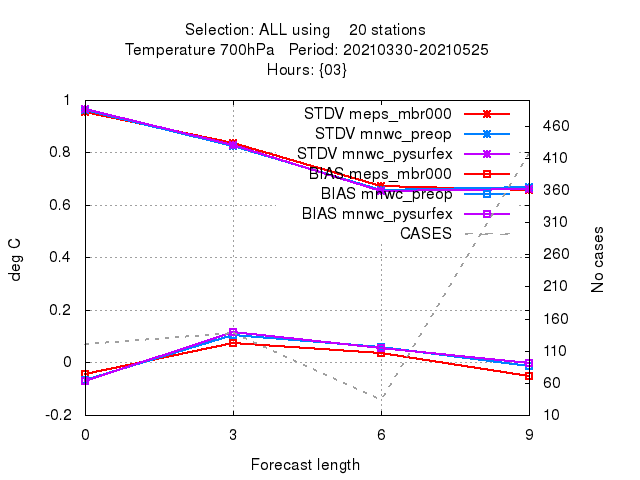 Selection: ALL using    20 stations
Temperature 700hPa   Period: 20210330-20210525
Hours: {03}
STDV meps_mbr000
STDV mnwc_preop
STDV mnwc_pysurfex
BIAS meps_mbr000
BIAS mnwc_preop
BIAS mnwc_pysurfex
CASES
deg C
1
0.8
0.6
0.4
0.2
0
-0.2
No cases
460
410
360
310
260
210
160
110
60
10
0 3 6 9
Forecast length